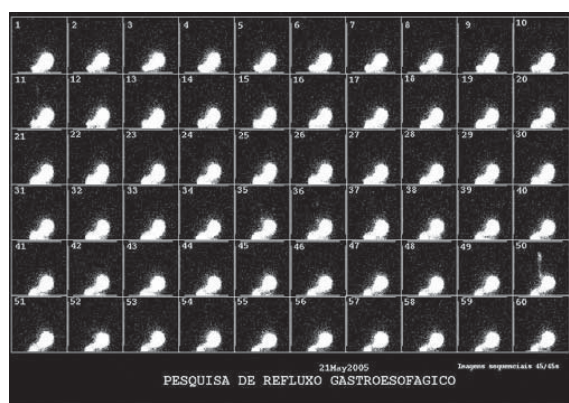 1 2 3 4 5 6 7 8 9 10
11 12 13 14 15 16 17 18 19 20
21 22 23 24 25 26 27 28 29 30
31 32 33 34 35 36 37 38 39 40
41 42 43 44 45 46 47 48 49 50
51 52 53 54 55 56 57 58 59 60
21May2005 Imagens sequenciais 45/45s
PESQUISA DE REFLUXO GASTROESOFAGICO